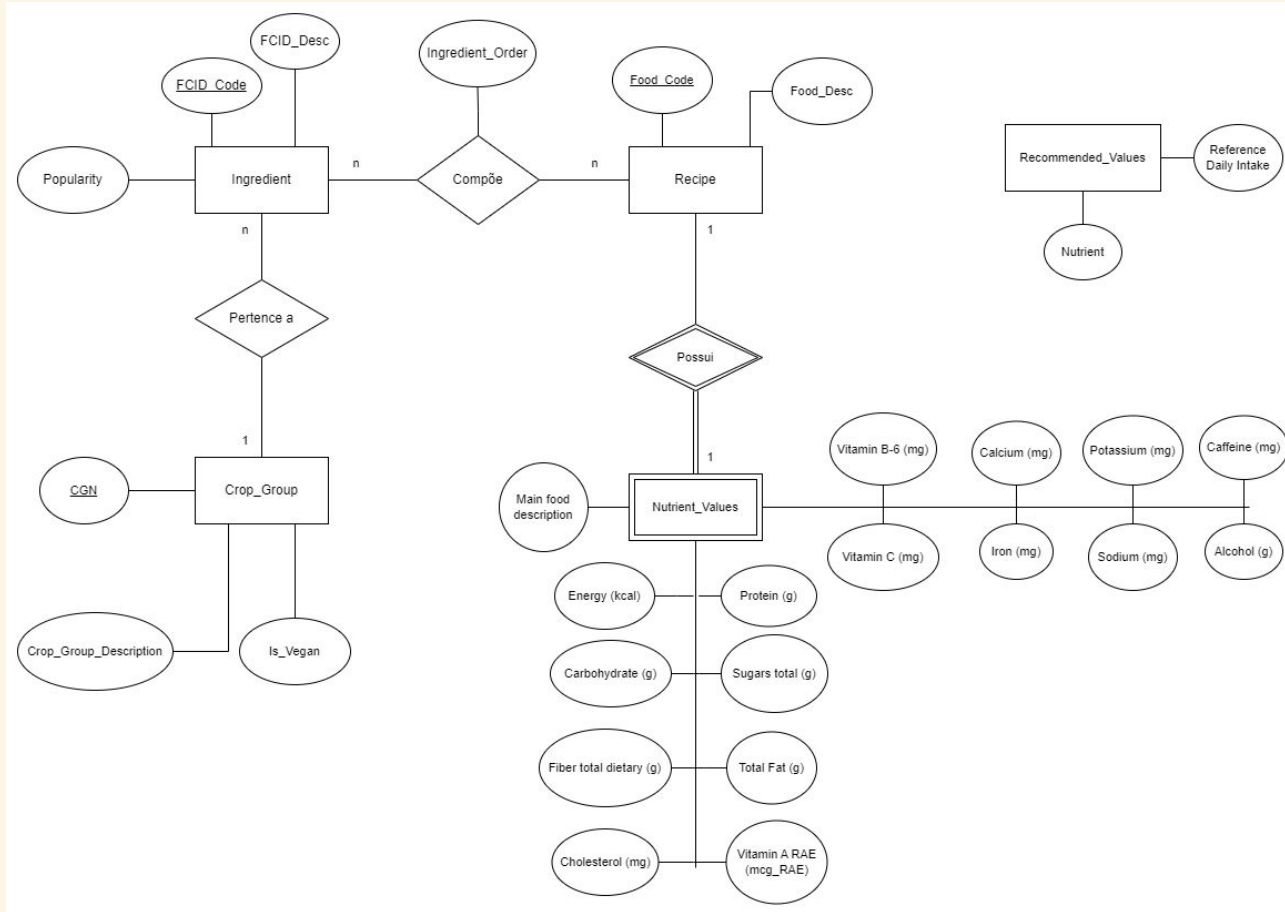 FCID_Desc
Ingredient_Order
FCID_Code
Food_Code
Food_Desc
Popularity
Ingredient
n
Compõe
n
Recipe
Recommended_Values
Reference
Daily Intake
n
1
Nutrient
Pertence a
Possui
1
1
CGN
Crop_Group
Main food
description
Nutrient_Values
Vitamin B-6 (mg)
Calcium (mg)
Potassium (mg)
Caffeine (mg)
Vitamin C (mg)
Iron (mg)
Sodium (mg)
Alcohol (g)
Energy (kcal)
Protein (g)
Crop_Group_Description
Is_Vegan
Carbohydrate (g)
Sugars total (g)
Fiber total dietary (g)
Total Fat (g)
Cholesterol (mg)
Vitamin A RAE
(mcg_RAE)